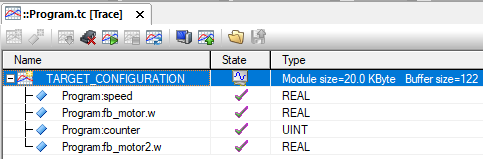 ::Program.tc [Trace]
Name State Type
TARGET_CONFIGURATION Module size=20.0 KByte Buffer size=122
Program:speed REAL
Program:fb_motor.w REAL
Program:counter UINT
Program:fb_motor2.w REAL